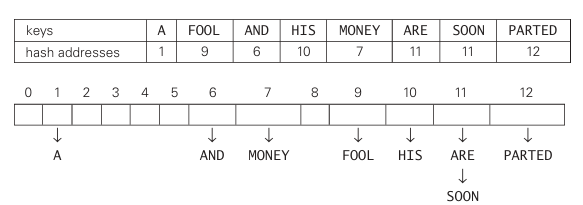 keys A FOOL AND HIS MONEY ARE SOON PARTED
hash addresses 1 9 6 10 7 11 11 12
0 1 2 3 4 5 6 7 8 9 10 11 12
A AND MONEY FOOL HIS ARE PARTED
SOON